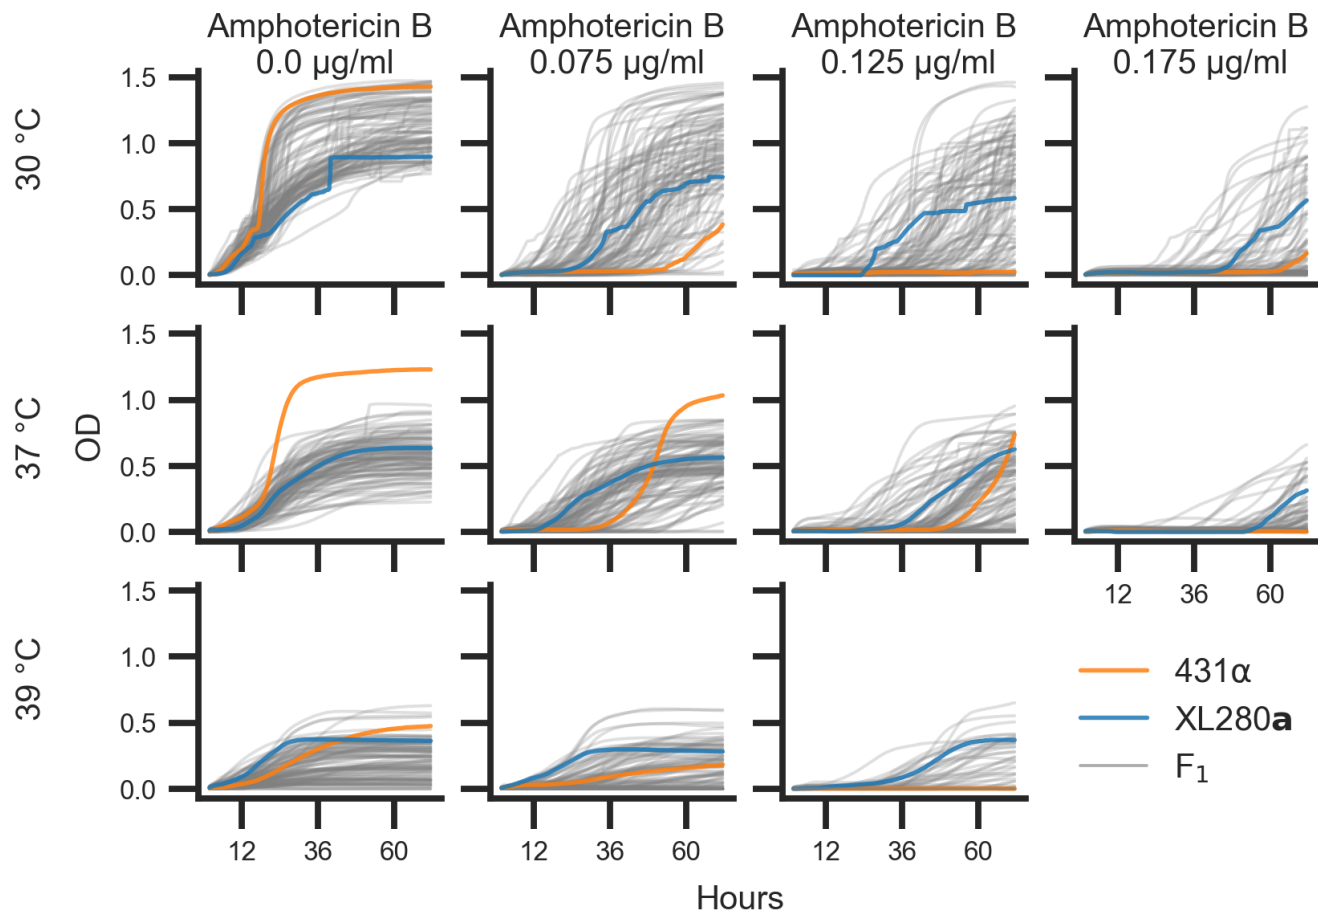 Amphotericin B Amphotericin B Amphotericin B Amphotericin B
0.0 µg/ml 0.075 µg/ml 0.125 µg/ml 0.175 µg/ml
30 °C
1.5
1.0
0.5
0.0
37 °C
OD
1.5
1.0
0.5
0.0
12 36 60
39 °C
1.5
1.0
0.5
0.0
431α
XL280a
F₁
12 36 60 12 36 60 12 36 60
Hours